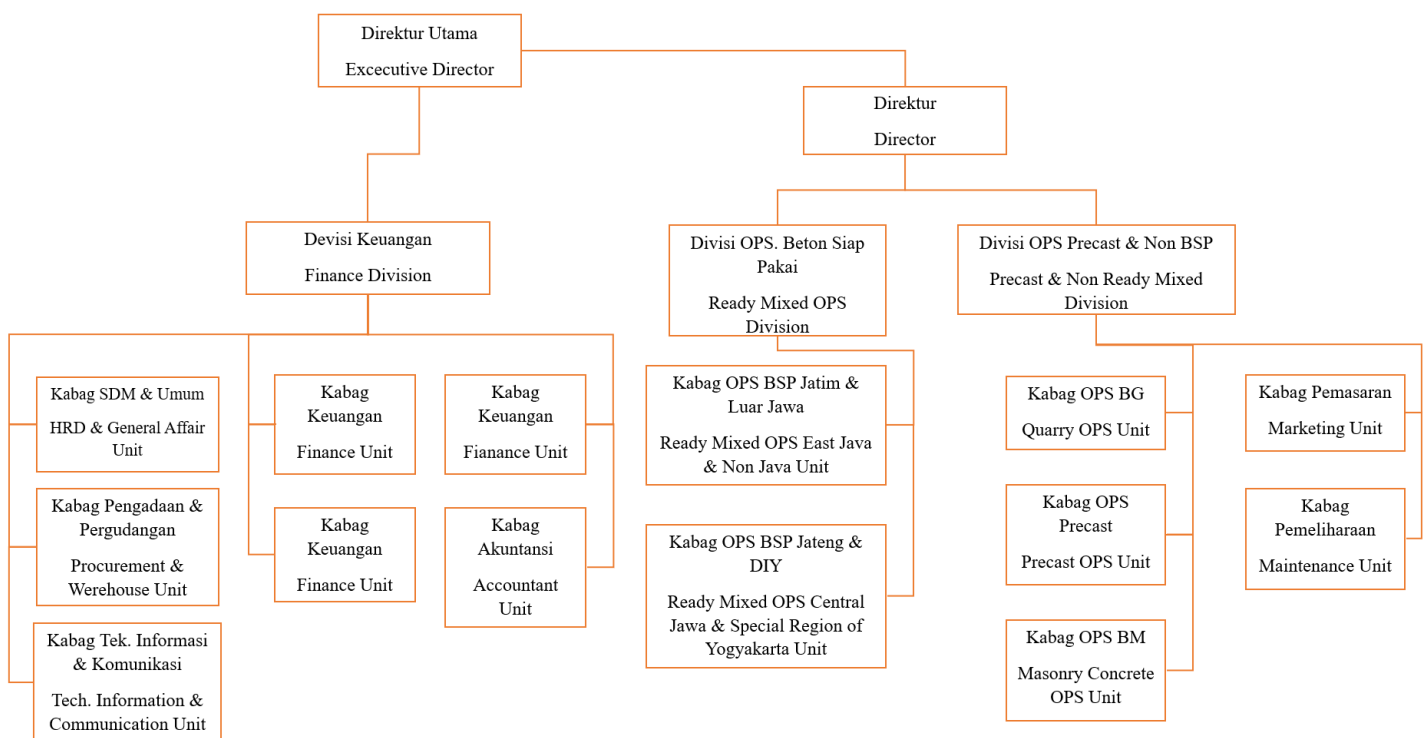 Direktur Utama
Excecutive Director
Direktur
Director
Devisi Keuangan
Finance Division
Divisi OPS. Beton Siap
Pakai
Ready Mixed OPS
Division
Divisi OPS Precast & Non BSP
Precast & Non Ready Mixed
Division
Kabag SDM & Umum
HRD & General Affair
Unit
Kabag
Keuangan
Finance Unit
Kabag
Keuangan
Fianance Unit
Kabag OPS BSP Jatim &
Luar Jawa
Ready Mixed OPS East Java
& Non Java Unit
Kabag OPS BG
Quarry OPS Unit
Kabag Pemasaran
Marketing Unit
Kabag Pengadaan &
Pergudangan
Procurement &
Werehouse Unit
Kabag
Keuangan
Finance Unit
Kabag
Akuntansi
Accountant
Unit
Kabag OPS BSP Jateng &
DIY
Ready Mixed OPS Central
Jawa & Special Region of
Yogyakarta Unit
Kabag OPS
Precast
Precast OPS Unit
Kabag
Pemeliharaan
Maintenance Unit
Kabag Tek. Informasi
& Komunikasi
Tech. Information &
Communication Unit
Kabag OPS BM
Masonry Concrete
OPS Unit